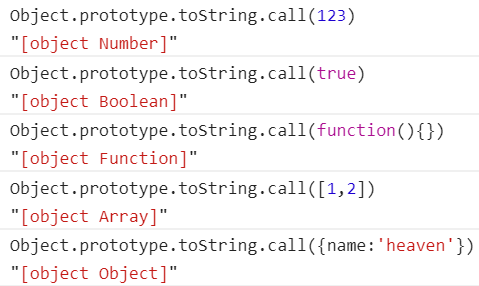 Object.prototype.toString.call(123)
"[object Number]"
Object.prototype.toString.call(true)
"[object Boolean]"
Object.prototype.toString.call(function(){})
"[object Function]"
Object.prototype.toString.call([1,2])
"[object Array]"
Object.prototype.toString.call({name:'heaven'})
"[object Object]"